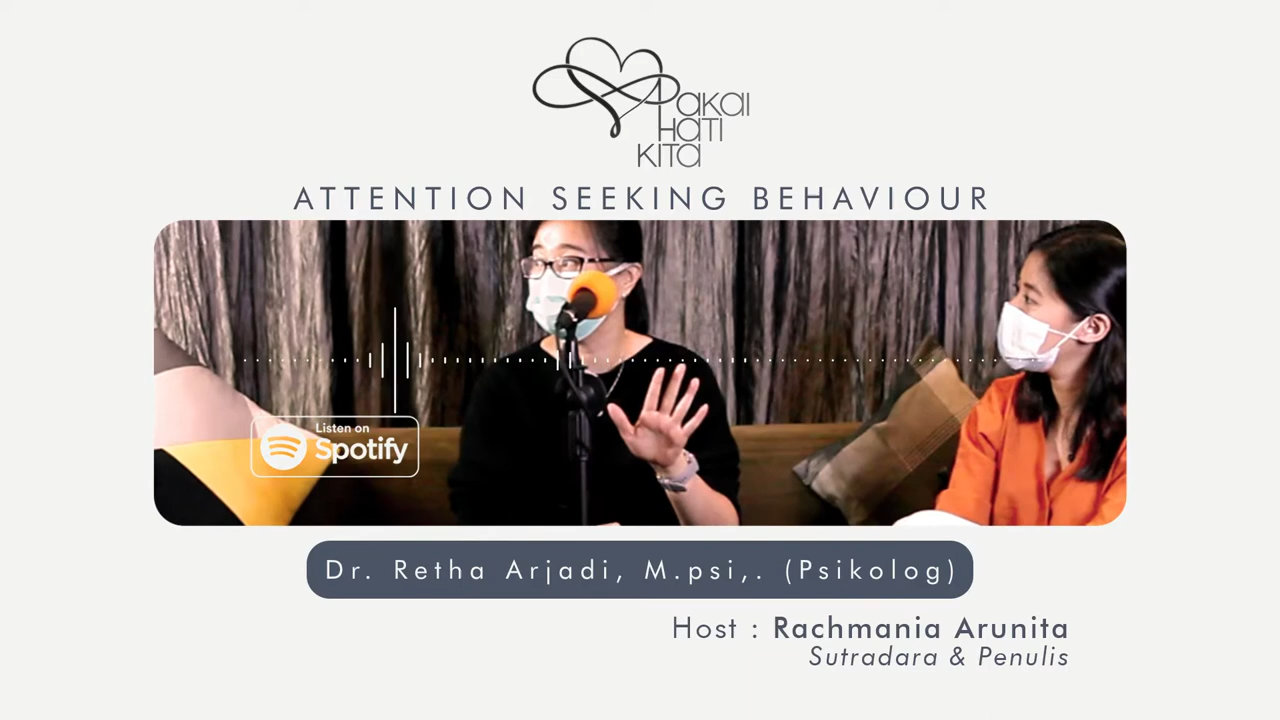 Pakai
Hati
Kita
ATTENTION SEEKING BEHAVIOUR
Listen on
Spotify
Dr. Retha Arjadi, M.psi,. (Psikolog)
Host : Rachmania Arunita
Sutradara & Penulis